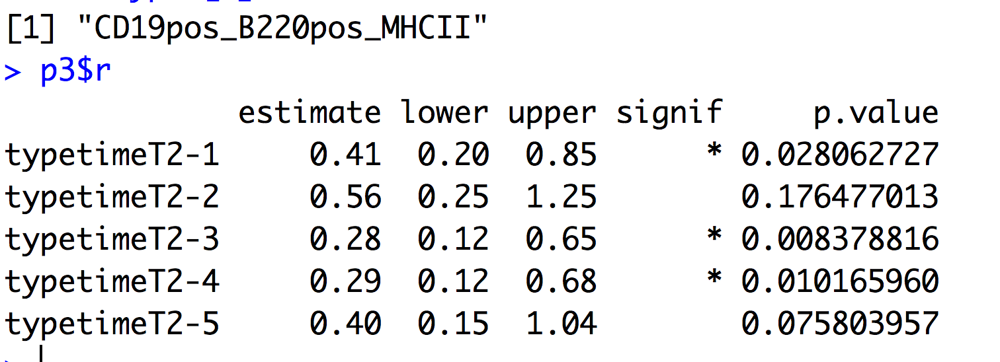 [1] "CD19pos_B220pos_MHCII"
> p3$r
estimate lower upper signif p.value
typetimeT2-1 0.41 0.20 0.85 * 0.028062727
typetimeT2-2 0.56 0.25 1.25 0.176477013
typetimeT2-3 0.28 0.12 0.65 * 0.008378816
typetimeT2-4 0.29 0.12 0.68 * 0.010165960
typetimeT2-5 0.40 0.15 1.04 0.075803957
>